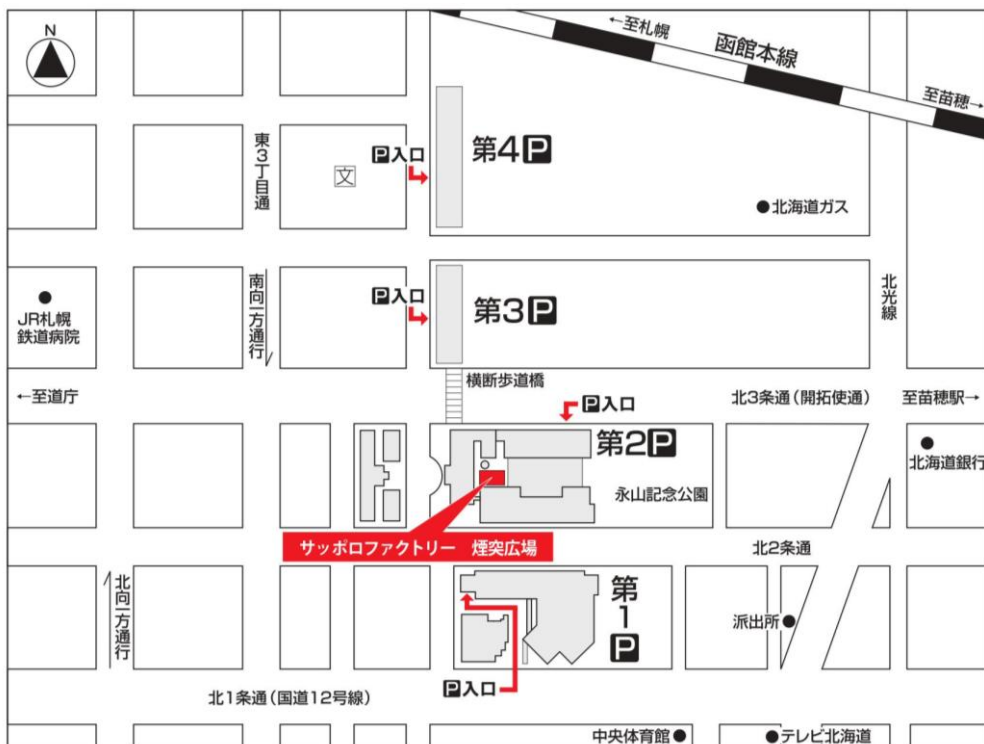 N
←至札幌
函館本線
至苗穂→
東3丁目通
文
P入口
第4P
北海道ガス
JR札幌
鉄道病院
南向一方通行
P入口
第3P
北光線
横断歩道橋
←至道庁
P入口
北3条通(開拓使通)
至苗穂駅→
第2P
永山記念公園
北海道銀行
サッポロファクトリー 煙突広場
北2条通
北向一方通行
第1P
派出所
P入口
北1条通(国道12号線)
中央体育館
テレビ北海道